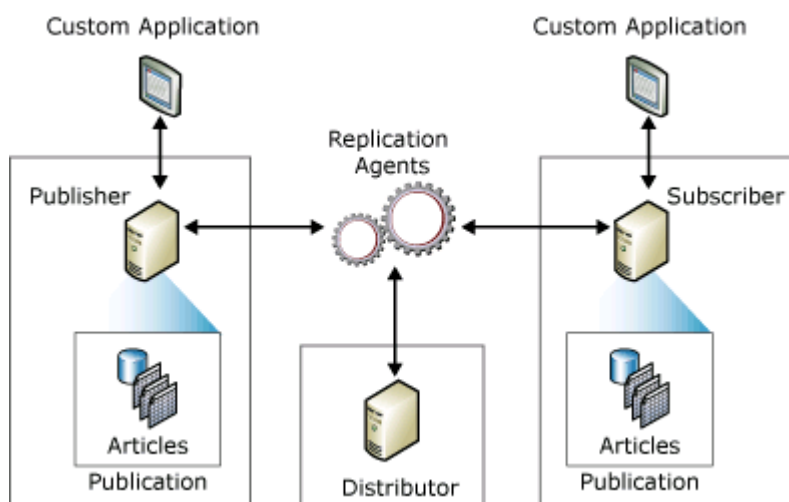 Custom Application
Custom Application
Replication
Agents
Publisher
Subscriber
Articles
Publication
Distributor
Articles
Publication